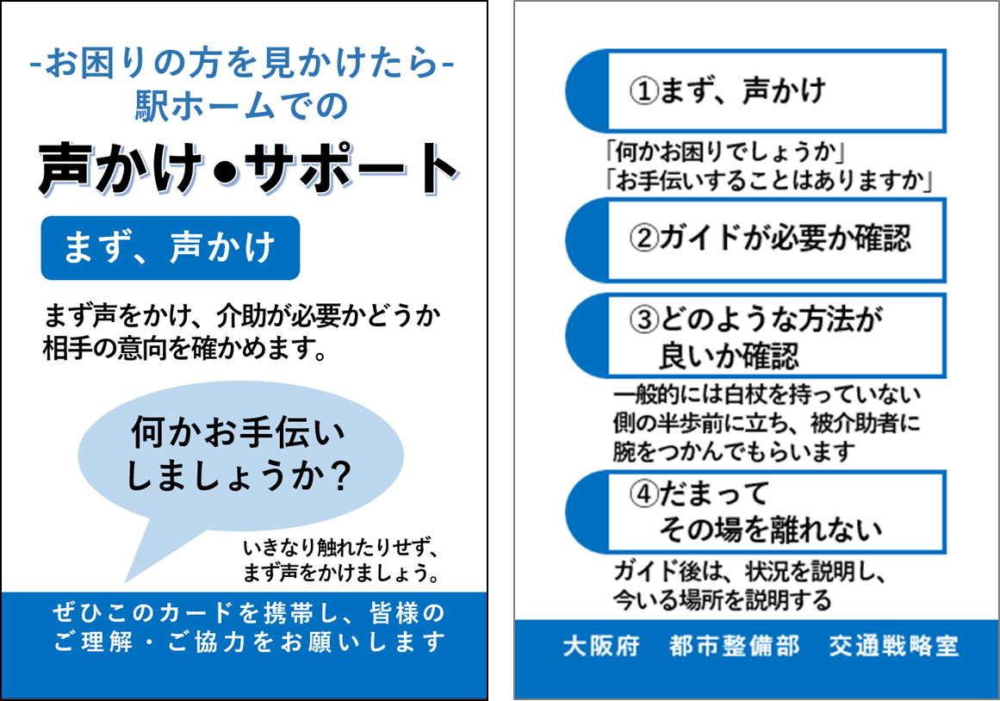 -お困りの方を見かけたら-
駅ホームでの
声かけ・サポート
まず、声かけ
まず声をかけ、介助が必要かどうか
相手の意向を確かめます。
何かお手伝い
しましょうか？
いきなり触れたりせず、
まず声をかけましょう。
ぜひこのカードを携帯し、皆様の
ご理解・ご協力をお願いします
①まず、声かけ
「何かお困りでしょうか」
「お手伝いすることはありますか」
②ガイドが必要か確認
③どのような方法が
良いか確認
一般的には白杖を持っていない
側の半歩前に立ち、被介助者に
腕をつかんでもらいます
④だまって
その場を離れない
ガイド後は、状況を説明し、
今いる場所を説明する
大阪府　都市整備部　交通戦略室